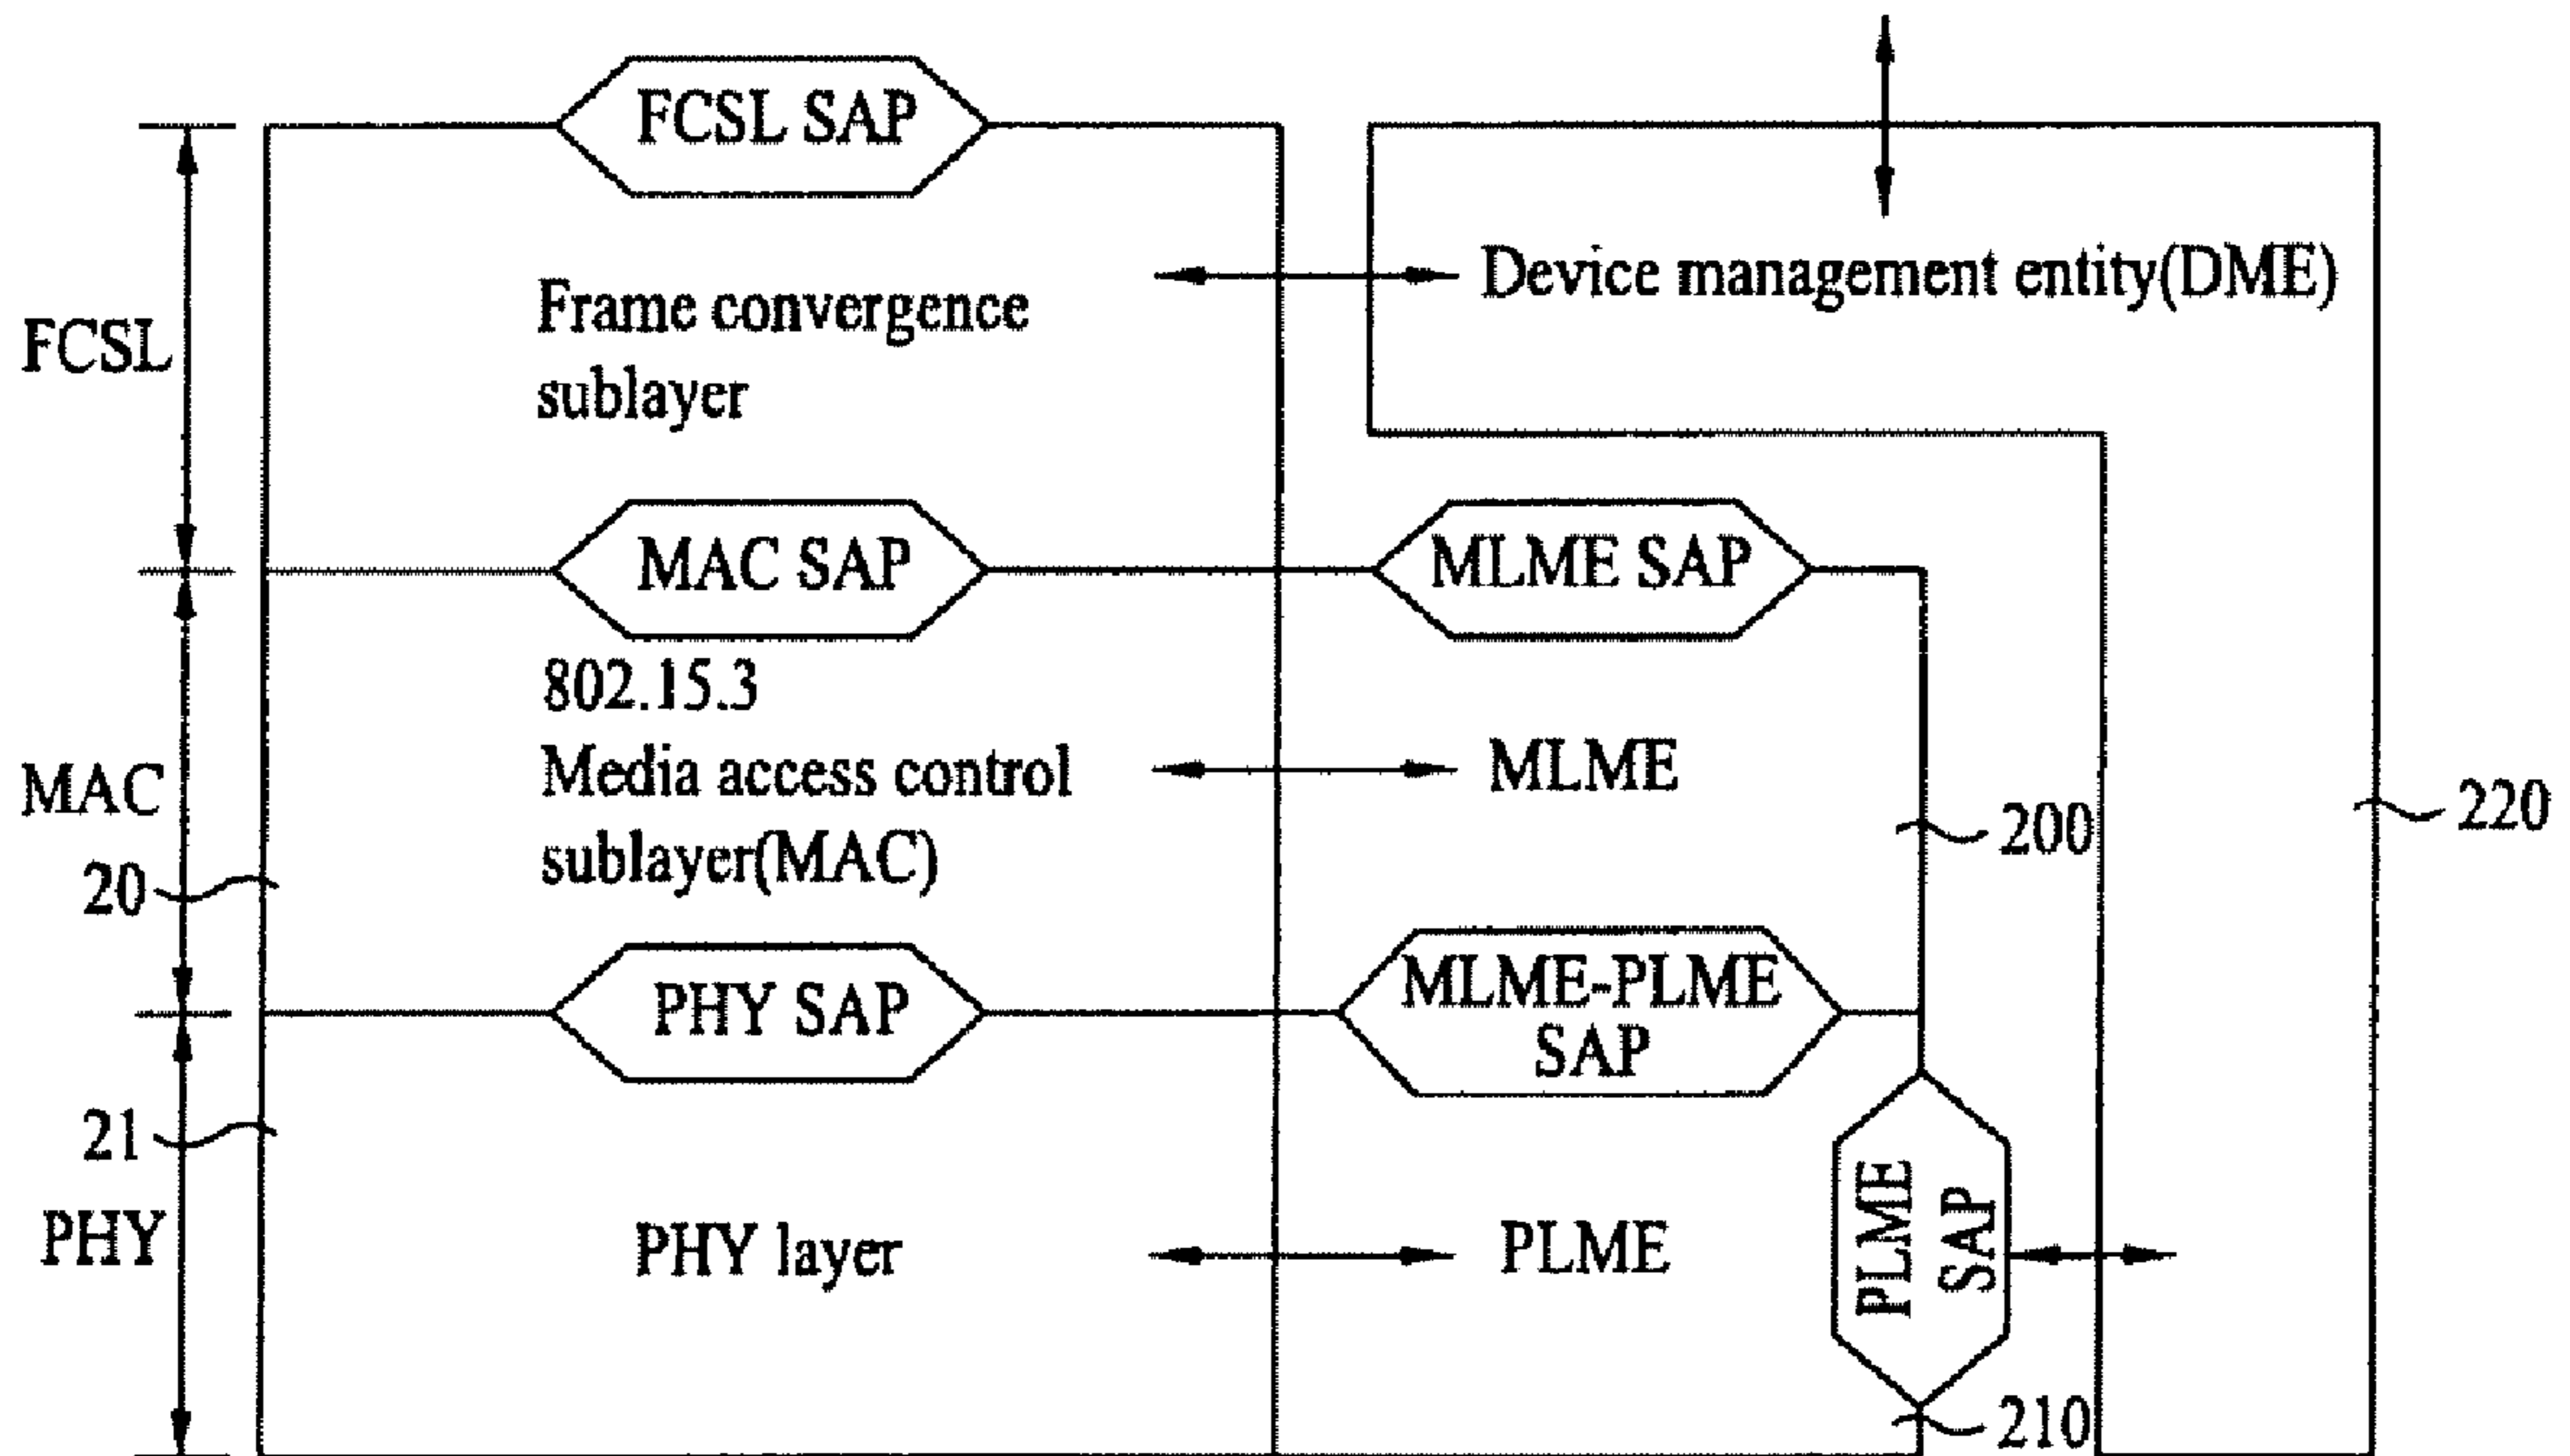 FCSL SAP
Device management entity(DME)
Frame convergence
sublayer
FCSL
MAC SAP
MLME SAP
802.15.3
Media access control
sublayer(MAC)
MLME
MAC
200
220
20
PHY SAP
MLME-PLME
SAP
21
PHY
PHY layer
PLME
PLME
SAP
210